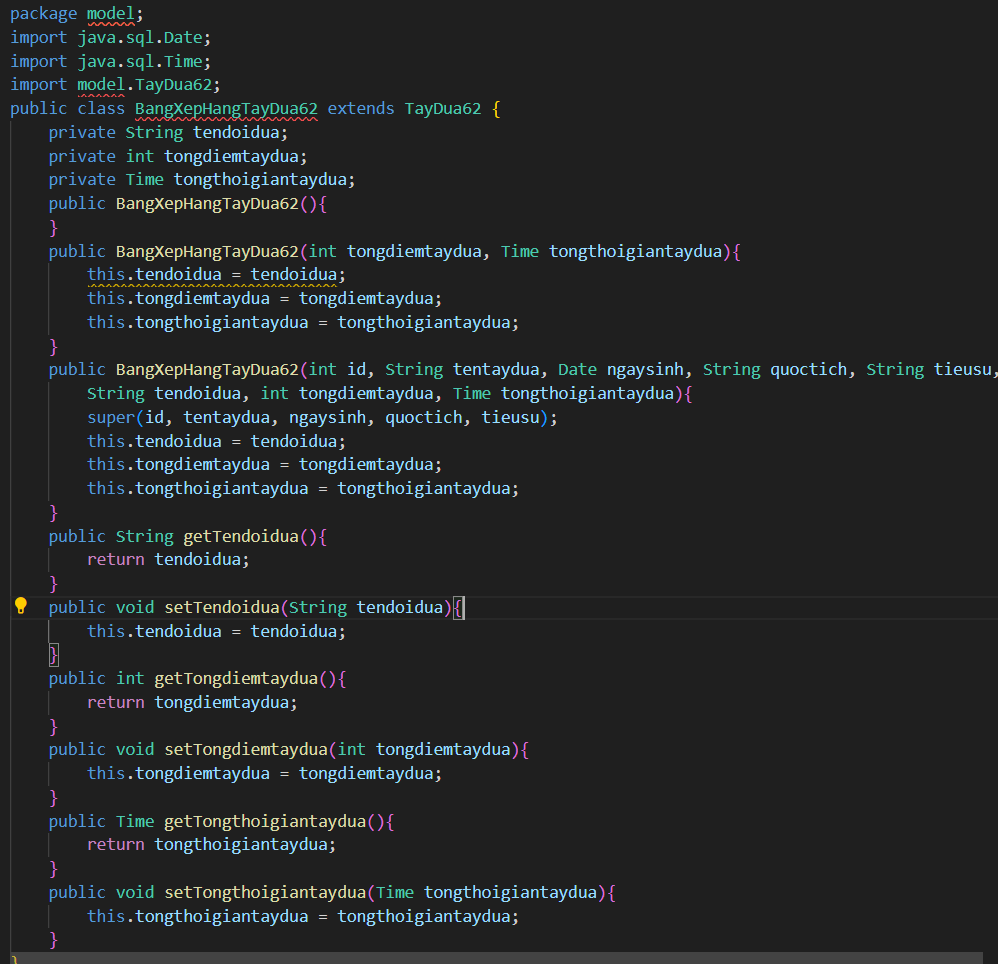 package model;
import java.sql.Date;
import java.sql.Time;
import model.TayDua62;
public class BangXepHangTayDua62 extends TayDua62 {
    private String tendoidua;
    private int tongdiemtaydua;
    private Time tongthoigiantaydua;
    public BangXepHangTayDua62(){
    }
    public BangXepHangTayDua62(int tongdiemtaydua, Time tongthoigiantaydua){
        this.tendoidua = tendoidua;
        this.tongdiemtaydua = tongdiemtaydua;
        this.tongthoigiantaydua = tongthoigiantaydua;
    }
    public BangXepHangTayDua62(int id, String tentaydua, Date ngaysinh, String quoctich, String tieusu,
        String tendoidua, int tongdiemtaydua, Time tongthoigiantaydua){
        super(id, tentaydua, ngaysinh, quoctich, tieusu);
        this.tendoidua = tendoidua;
        this.tongdiemtaydua = tongdiemtaydua;
        this.tongthoigiantaydua = tongthoigiantaydua;
    }
    public String getTendoidua(){
        return tendoidua;
    }
    public void setTendoidua(String tendoidua){
        this.tendoidua = tendoidua;
    }
    public int getTongdiemtaydua(){
        return tongdiemtaydua;
    }
    public void setTongdiemtaydua(int tongdiemtaydua){
        this.tongdiemtaydua = tongdiemtaydua;
    }
    public Time getTongthoigiantaydua(){
        return tongthoigiantaydua;
    }
    public void setTongthoigiantaydua(Time tongthoigiantaydua){
        this.tongthoigiantaydua = tongthoigiantaydua;
    }
}